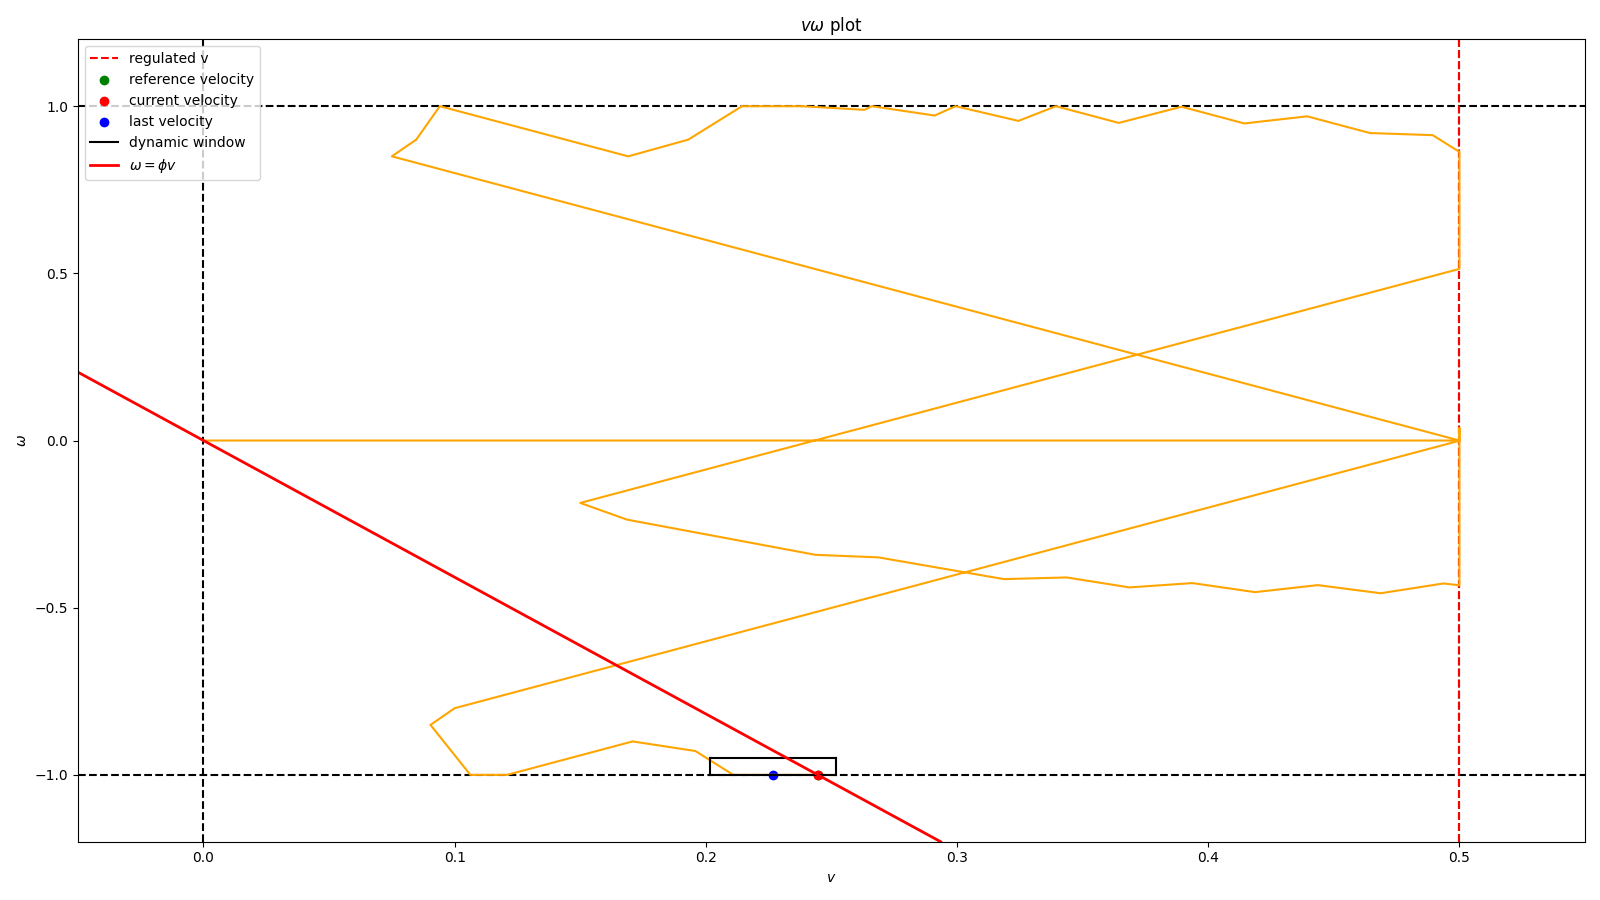 vω plot
regulated v
reference velocity
current velocity
last velocity
dynamic window
ω = ϕv
1.0
0.5
0.0
−0.5
−1.0
ω
0.0 0.1 0.2 0.3 0.4 0.5
v